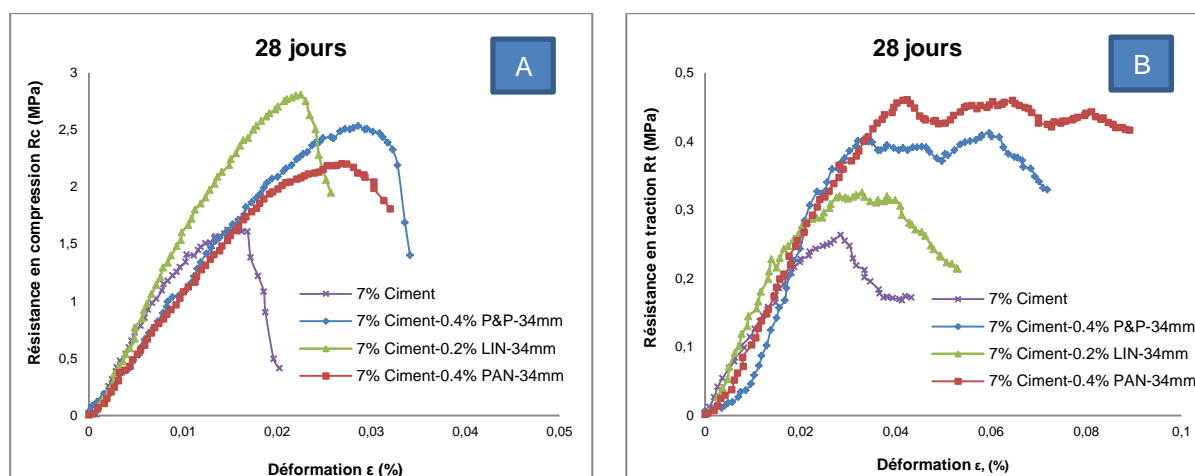 28 jours
A
Résistance en compression Rc (MPa)
3
2,5
2
1,5
1
0,5
0
0
0,01
0,02
0,03
0,04
0,05
7% Ciment
7% Ciment-0.4% P&P-34mm
7% Ciment-0.2% LIN-34mm
7% Ciment-0.4% PAN-34mm
Déformation ε (%)
28 jours
B
Résistance en traction Rt (MPa)
0,5
0,4
0,3
0,2
0,1
0
0
0,02
0,04
0,06
0,08
0,1
7% Ciment
7% Ciment-0.4% P&P-34mm
7% Ciment-0.2% LIN-34mm
7% Ciment-0.4% PAN-34mm
Déformation ε, (%)